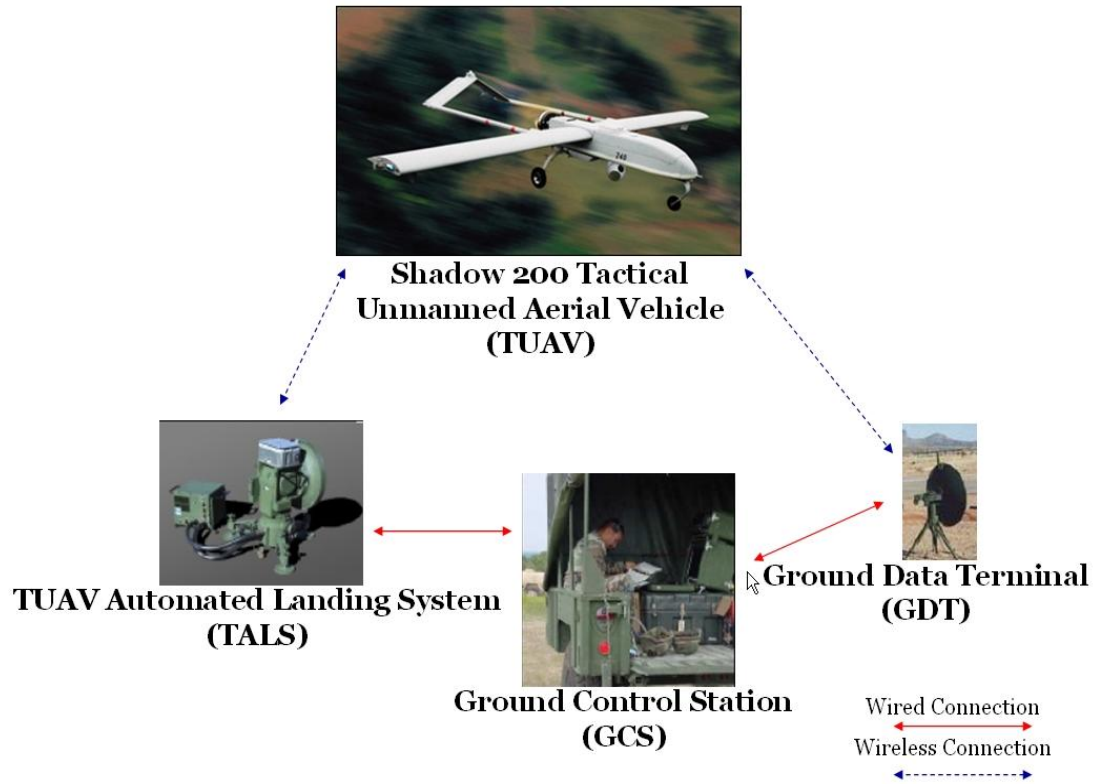 240
Shadow 200 Tactical
Unmanned Aerial Vehicle
(TUAV)
TUAV Automated Landing System
(TALS)
Ground Control Station
(GCS)
Ground Data Terminal
(GDT)
Wired Connection
Wireless Connection